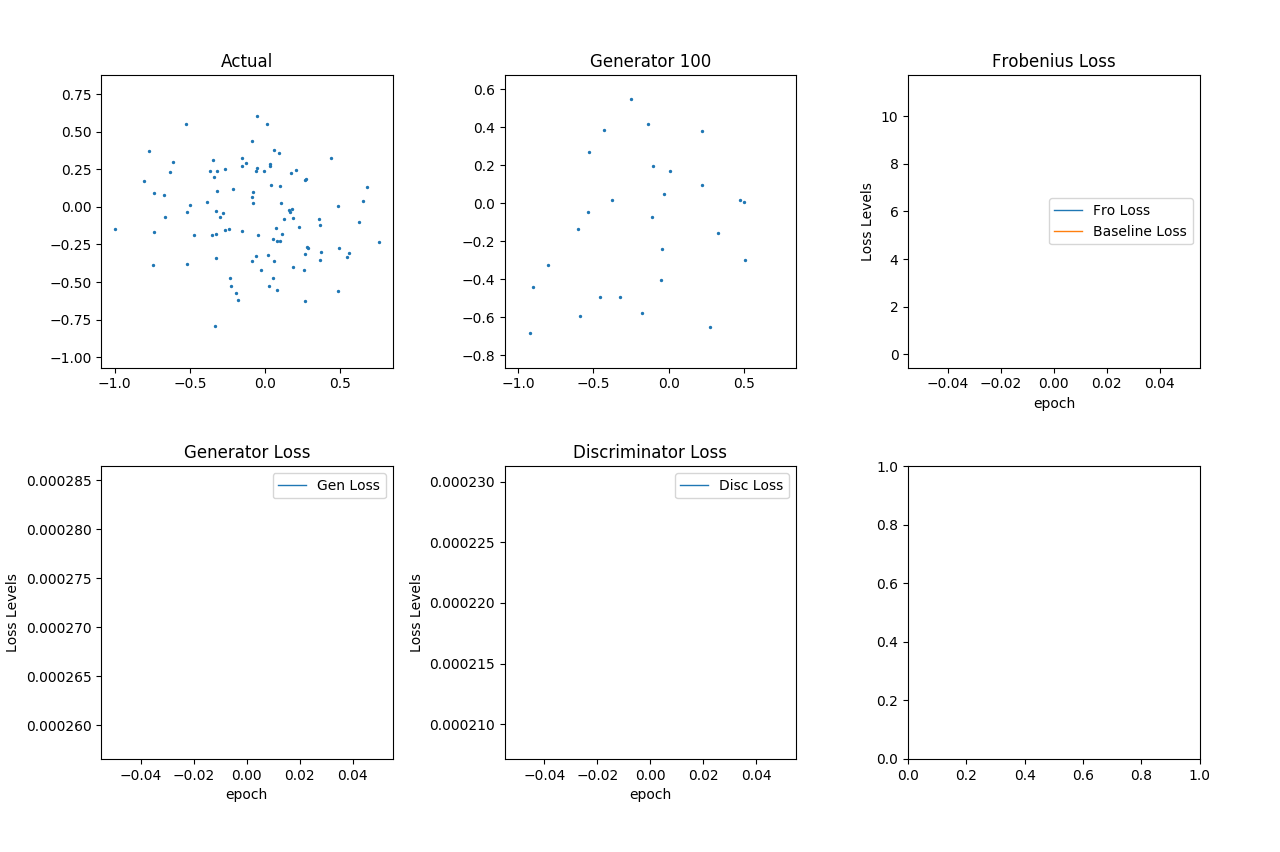 Actual
0.75
0.50
0.25
0.00
−0.25
−0.50
−0.75
−1.00
−1.0 −0.5 0.0 0.5
Generator 100
0.6
0.4
0.2
0.0
−0.2
−0.4
−0.6
−0.8
−1.0 −0.5 0.0 0.5
Frobenius Loss
Loss Levels
10
8
6
4
2
0
Fro Loss
Baseline Loss
−0.04 −0.02 0.00 0.02 0.04
epoch
Generator Loss
Loss Levels
0.000285
0.000280
0.000275
0.000270
0.000265
0.000260
Gen Loss
−0.04 −0.02 0.00 0.02 0.04
epoch
Discriminator Loss
Loss Levels
0.000230
0.000225
0.000220
0.000215
0.000210
Disc Loss
−0.04 −0.02 0.00 0.02 0.04
epoch
1.0
0.8
0.6
0.4
0.2
0.0
0.0 0.2 0.4 0.6 0.8 1.0